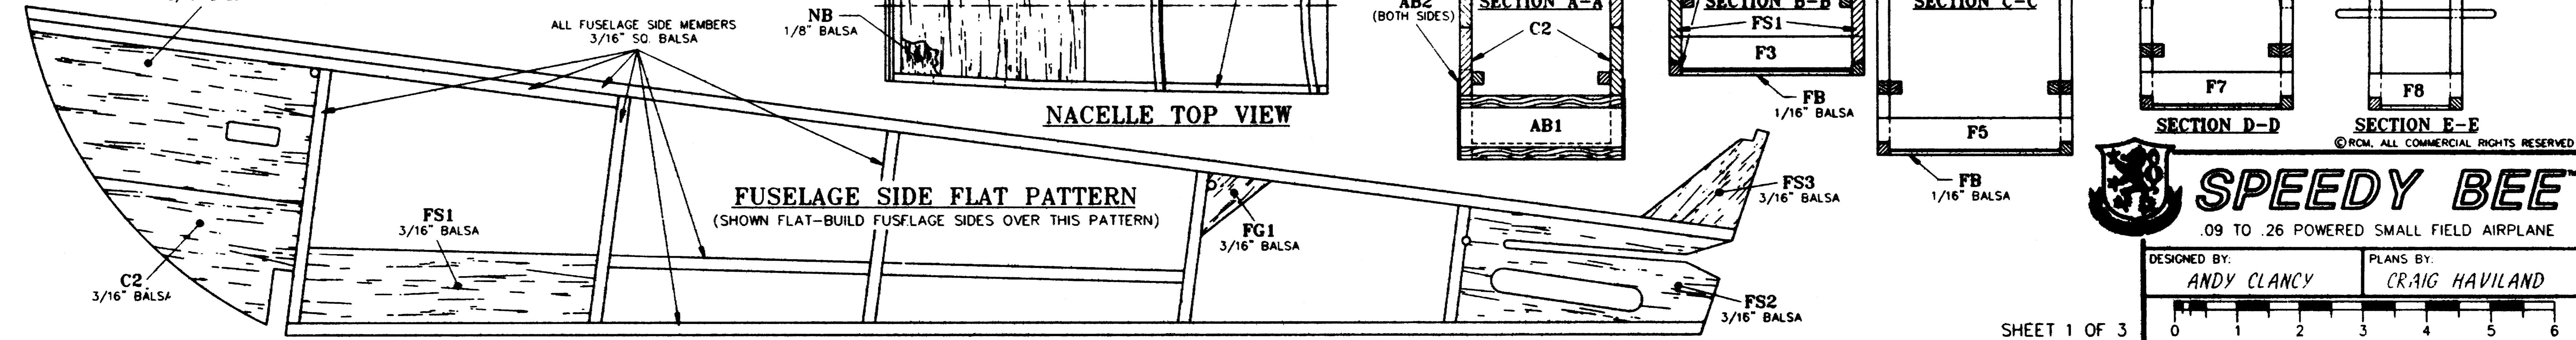 ALL FUSELAGE SIDE MEMBERS
3/16" SQ. BALSA
NB
1/8" BALSA
NACELLE TOP VIEW
AB2
(BOTH SIDES)
SECTION A-A
C2
AB1
SECTION B-B
FS1
F3
FB
1/16" BALSA
SECTION C-C
F5
FB
1/16" BALSA
F7
SECTION D-D
F8
SECTION E-E
©RCM, ALL COMMERCIAL RIGHTS RESERVED
FUSELAGE SIDE FLAT PATTERN
(SHOWN FLAT-BUILD FUSELAGE SIDES OVER THIS PATTERN)
FS1
3/16" BALSA
C2
3/16" BALSA
FG1
3/16" BALSA
FS3
3/16" BALSA
FS2
3/16" BALSA
SPEEDY BEE™
.09 TO .26 POWERED SMALL FIELD AIRPLANE
DESIGNED BY:
ANDY CLANCY
PLANS BY:
CRAIG HAVILAND
SHEET 1 OF 3
0 1 2 3 4 5 6